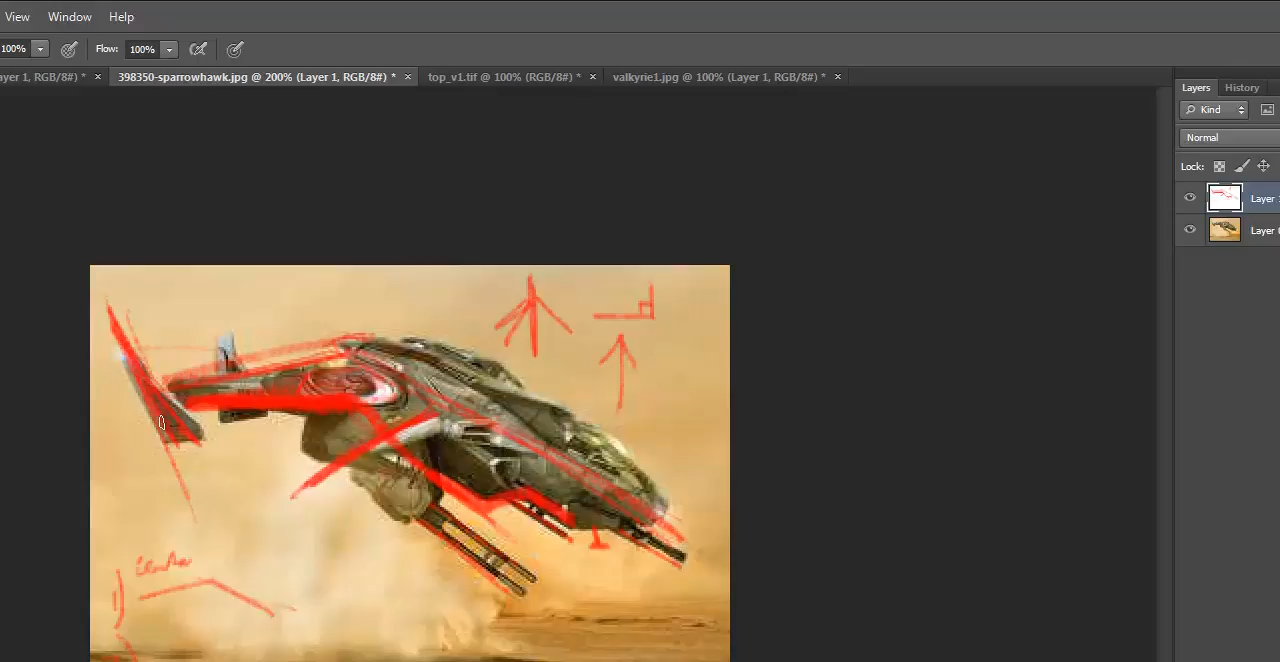 View Window Help
100% Flow: 100%
ayer 1, RGB/8#) * × 398350-sparrowhawk.jpg @ 200% (Layer 1, RGB/8#) * × top_v1.tif @ 100% (RGB/8#) * × valkyrie1.jpg @ 100% (Layer 1, RGB/8#) * ×
Layers History
Kind
Normal
Lock:
Layer
Layer